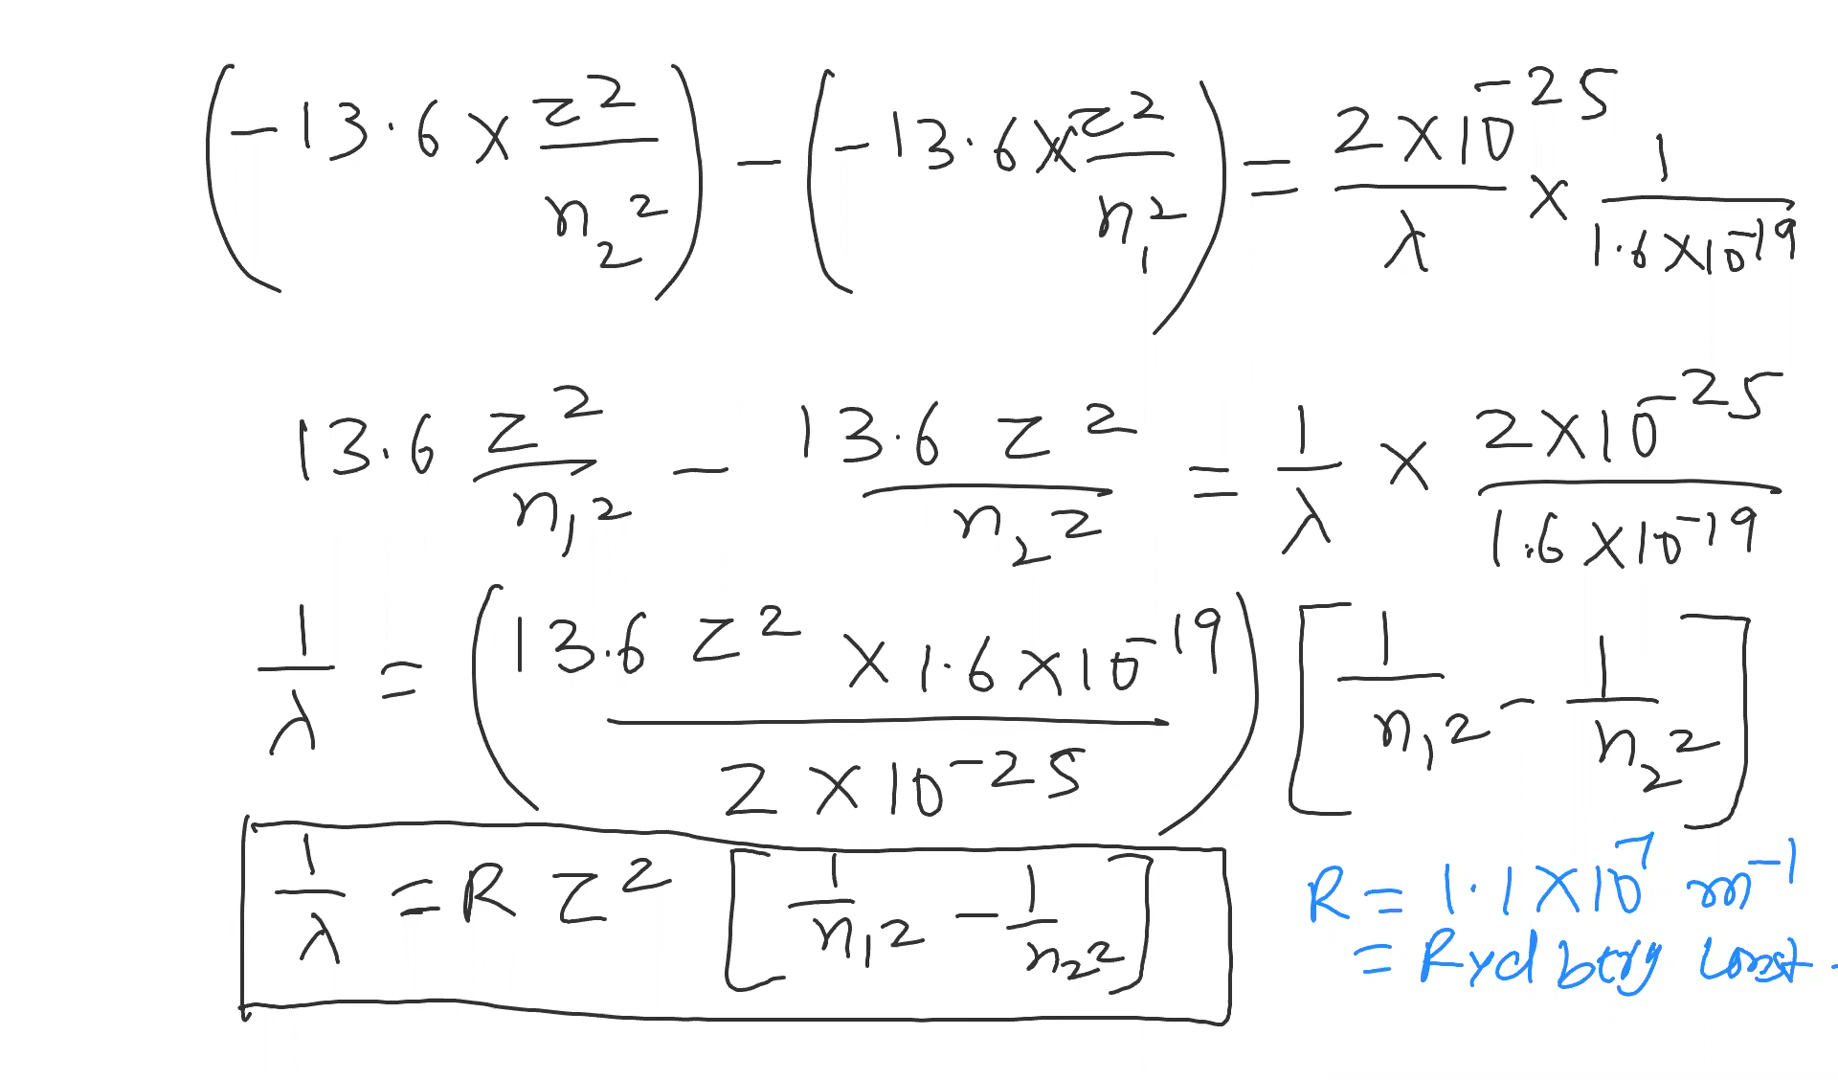 (-13.6 × z²/n₂²) - (-13.6 × z²/n₁²) = 2×10⁻²⁵/λ × 1/1.6×10⁻¹⁹
13.6 z²/n₁² - 13.6 z²/n₂² = 1/λ × 2×10⁻²⁵/1.6×10⁻¹⁹
1/λ = (13.6 z² × 1.6×10⁻¹⁹/2×10⁻²⁵) [1/n₁² - 1/n₂²]
1/λ = R z² [1/n₁² - 1/n₂²]
R = 1.1×10⁷ m⁻¹
= Rydberg Const.